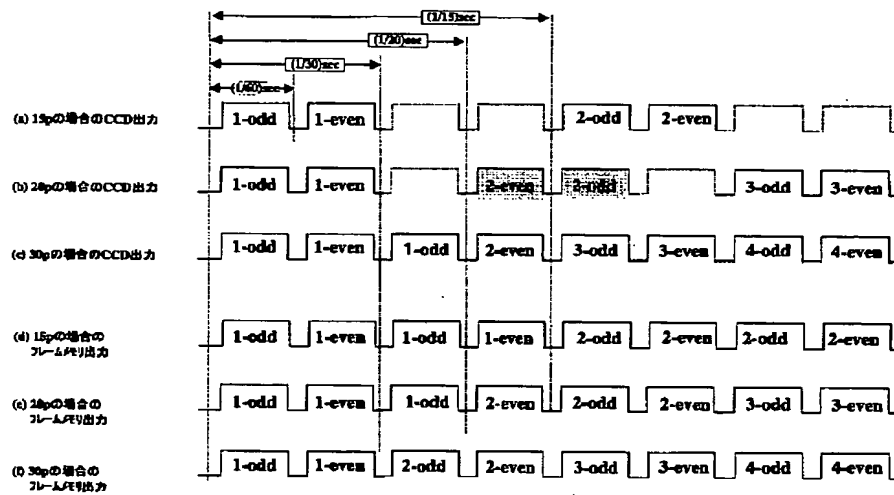 (1/15)sec
(1/20)sec
(1/30)sec
(1/60)sec
(a) 15pの場合のCCD出力 1-odd 1-even 2-odd 2-even
(b) 20pの場合のCCD出力 1-odd 1-even 2-even 2-odd 3-odd 3-even
(c) 30pの場合のCCD出力 1-odd 1-even 1-odd 2-even 3-odd 3-even 4-odd 4-even
(d) 15pの場合の 1-odd 1-even 1-odd 1-even 2-odd 2-even 2-odd 2-even
フレームメモリ出力
(e) 20pの場合の 1-odd 1-even 1-odd 2-even 2-odd 2-even 3-odd 3-even
フレームメモリ出力
(f) 30pの場合の 1-odd 1-even 2-odd 2-even 3-odd 3-even 4-odd 4-even
フレームメモリ出力